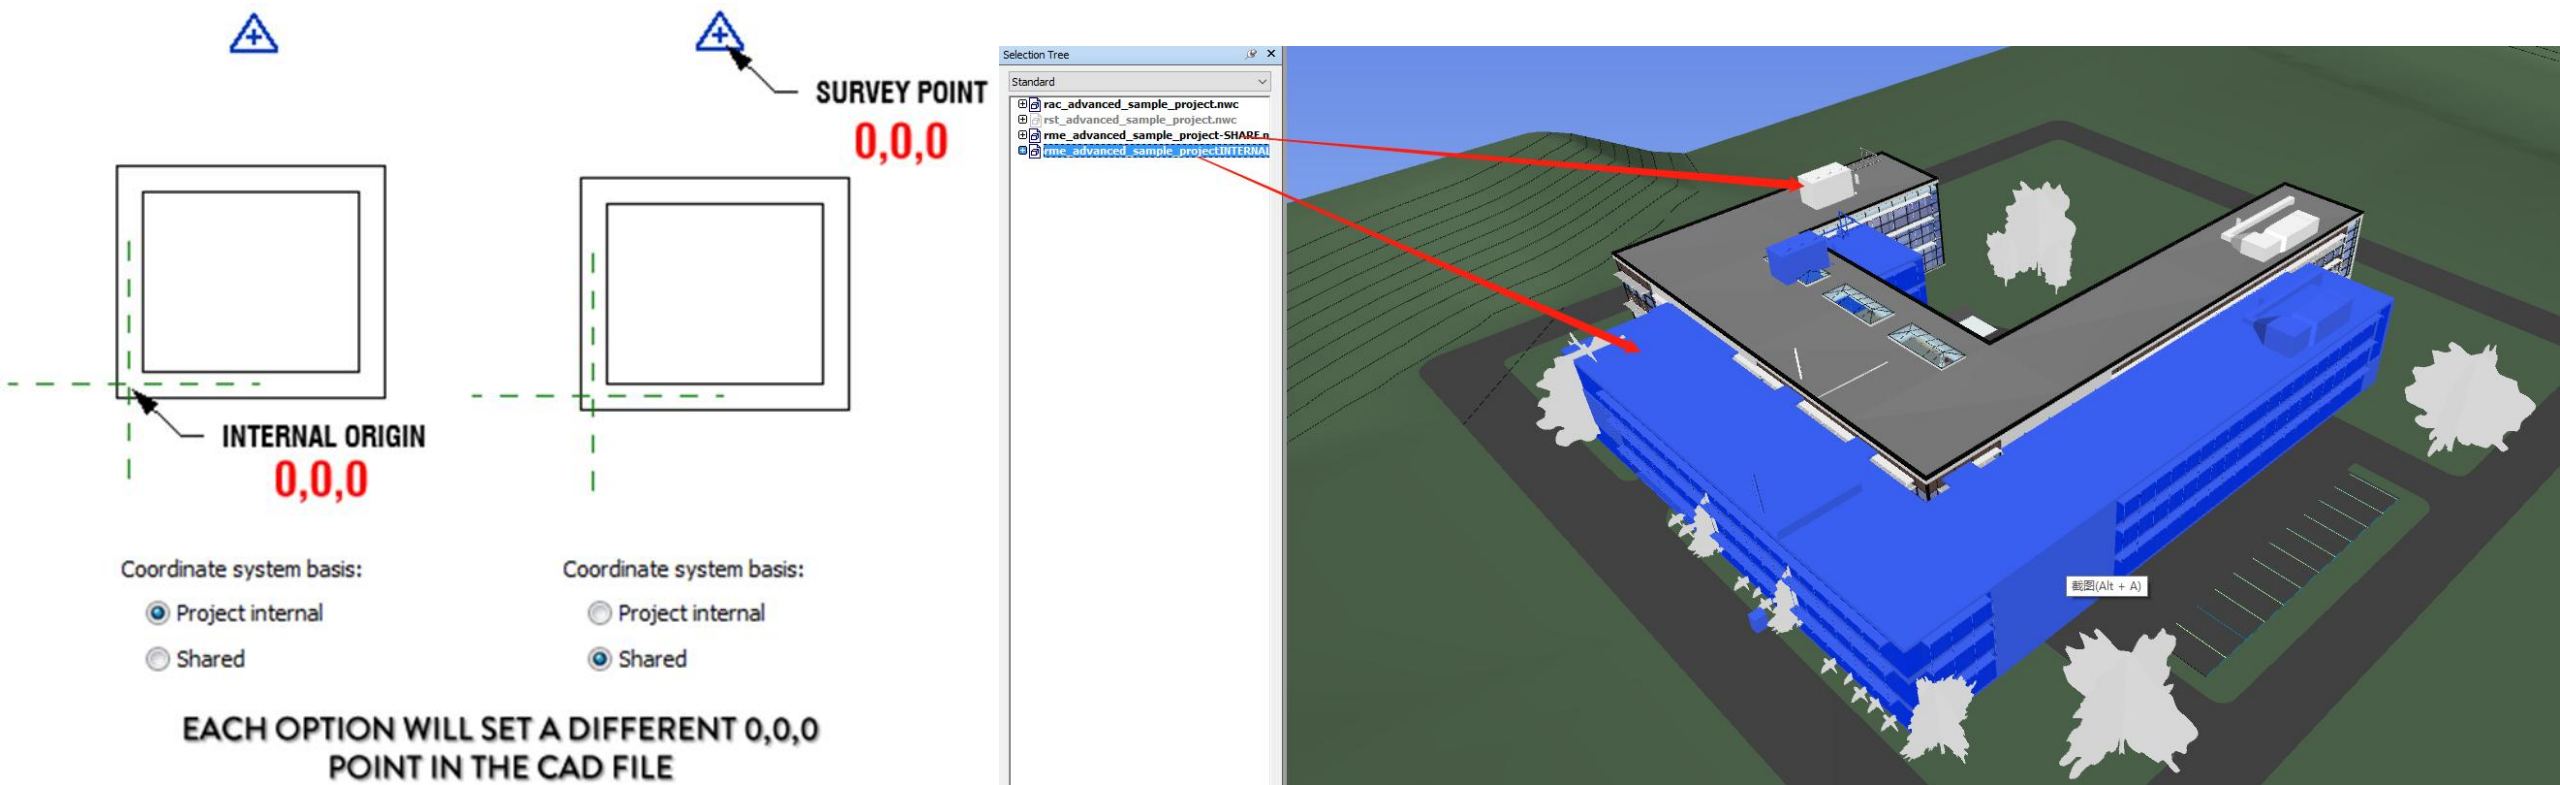 SURVEY POINT
0,0,0
INTERNAL ORIGIN
0,0,0
Coordinate system basis:
Project internal
Shared
Coordinate system basis:
Project internal
Shared
EACH OPTION WILL SET A DIFFERENT 0,0,0
POINT IN THE CAD FILE
Selection Tree
Standard
rac_advanced_sample_project.nwc
rst_advanced_sample_project.nwc
rme_advanced_sample_project-SHARE.n
rme_advanced_sample_projectINTERNAL
截图(Alt + A)